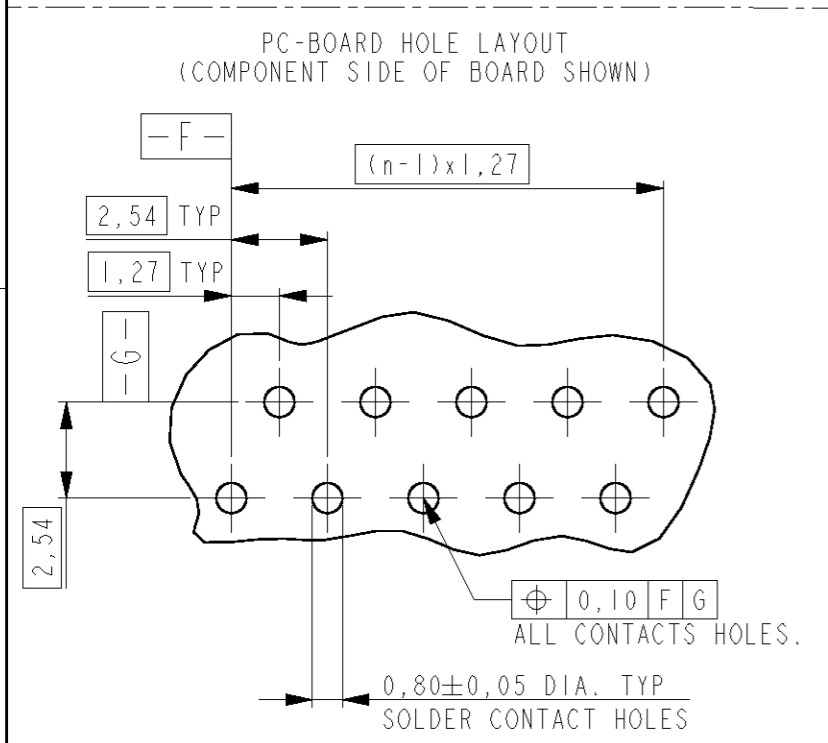 PC-BOARD HOLE LAYOUT
(COMPONENT SIDE OF BOARD SHOWN)
-F-
(n-1)x1,27
2,54 TYP
1,27 TYP
-G-
2,54
⌖ 0,10 F G
ALL CONTACTS HOLES.
0,80±0,05 DIA. TYP
SOLDER CONTACT HOLES